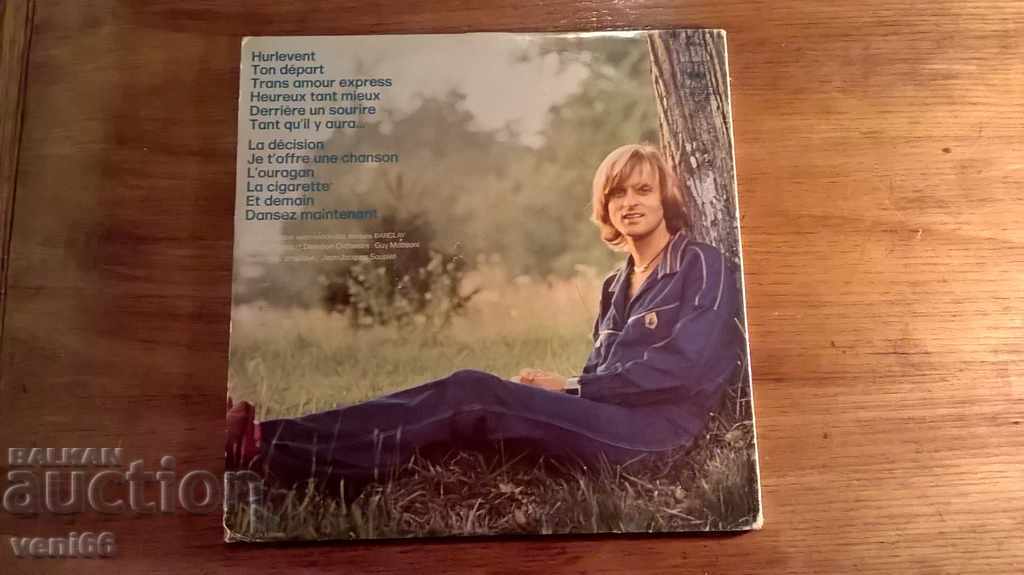 Hurlevent
Ton départ
Trans amour express
Heureux tant mieux
Derrière un sourire
Tant qu'il y aura...
La décision
Je t'offre une chanson
L'ouragan
La cigarette
Et demain
Dansez maintenant
BARCLAY
Direction Orchestre : Guy Mattéoni
Jean-Jacques Souplet
BALKAN
auction
veni66